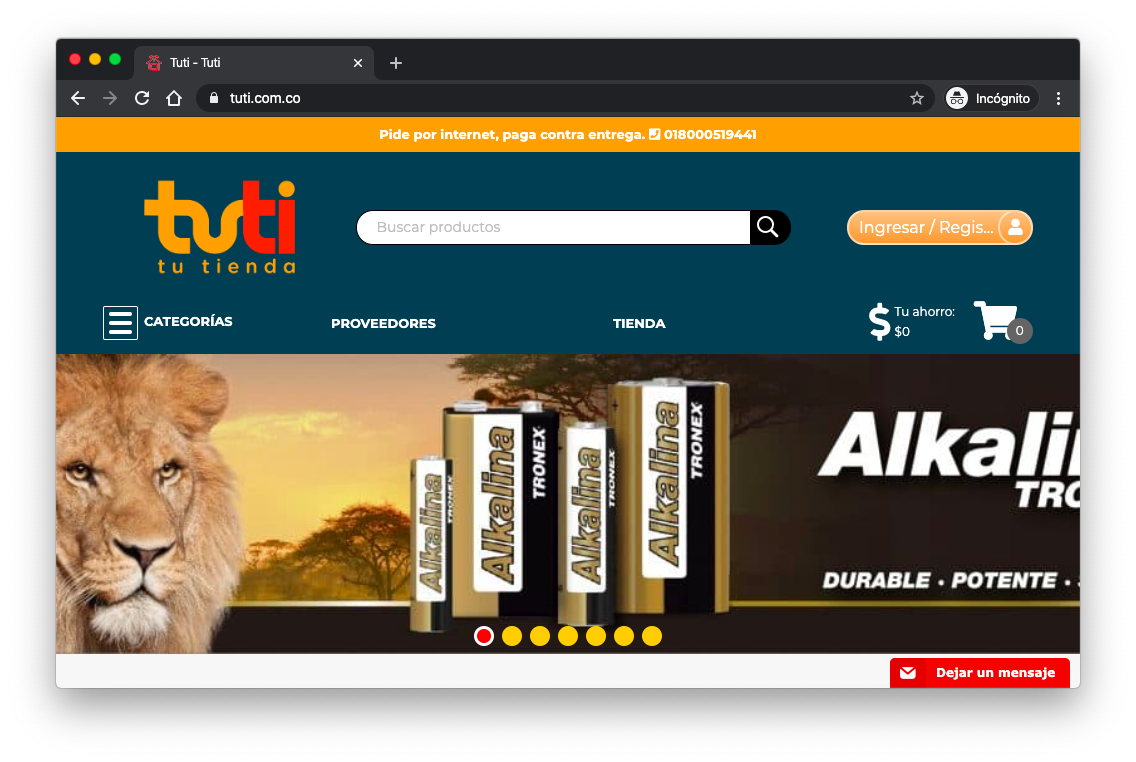 Tuti - Tuti
tuti.com.co
Incógnito
Pide por internet, paga contra entrega. 018000519441
tuti
tu tienda
Buscar productos
Ingresar / Regis...
CATEGORÍAS
PROVEEDORES
TIENDA
$
Tu ahorro:
$0
0
Alkalina
TRONEX
Alkalina
TRONEX
Alkalina
TRONEX
Alkalina
TRONEX
Alkalin
TRO
DURABLE · POTENTE ·
Dejar un mensaje